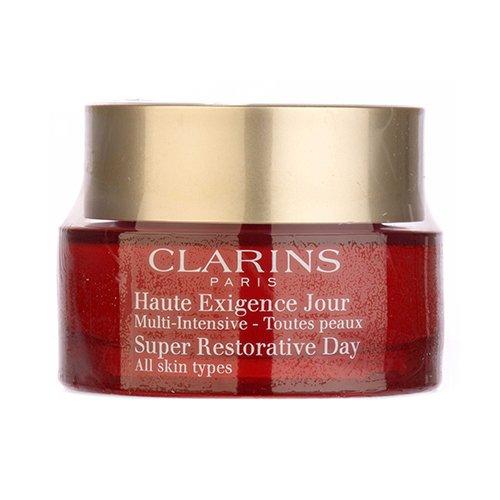 CLARINS
PARIS
Haute Exigence Jour
Multi-Intensive - Toutes peaux
Super Restorative Day
All skin types